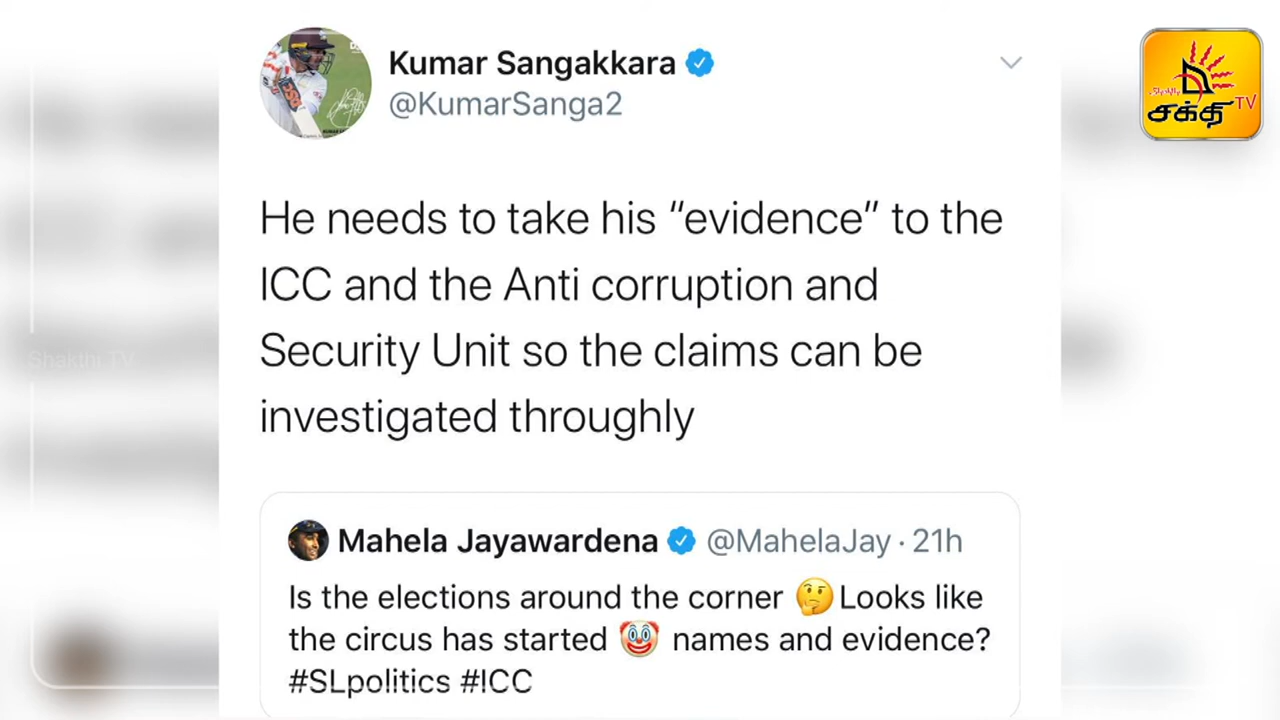 Kumar Sangakkara
@KumarSanga2
He needs to take his “evidence” to the
ICC and the Anti corruption and
Security Unit so the claims can be
investigated throughly
Mahela Jayawardena @MahelaJay · 21h
Is the elections around the corner 🤔 Looks like
the circus has started 🤡 names and evidence?
#SLpolitics #ICC
சக்தி TV
Shakthi TV